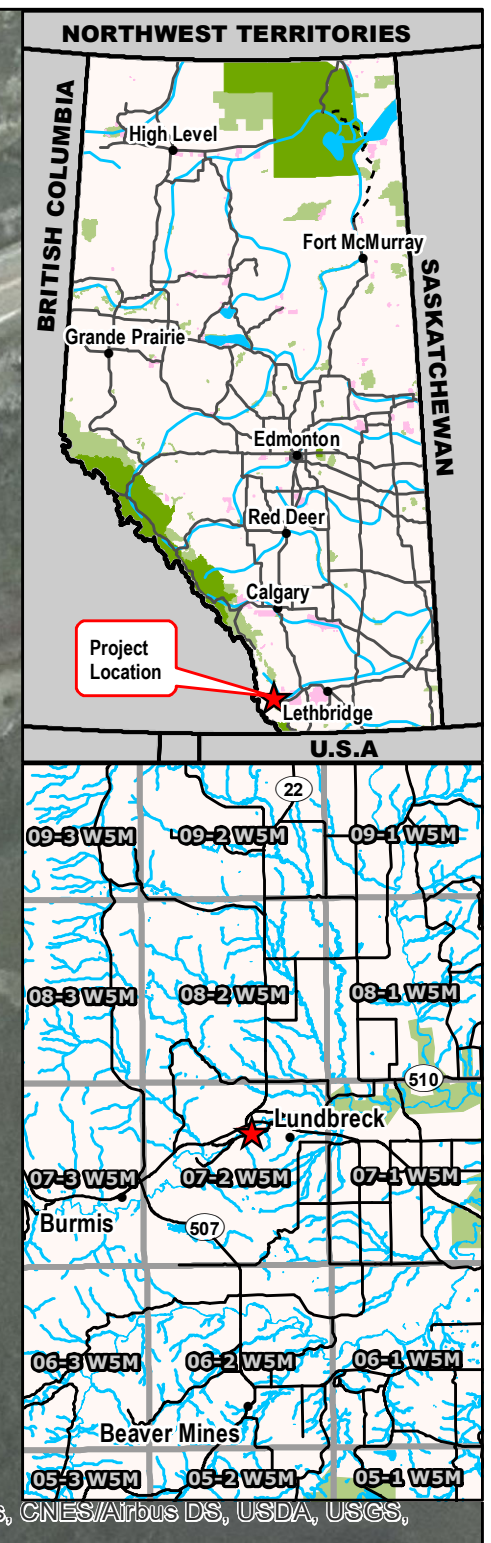 NORTHWEST TERRITORIES
BRITISH COLUMBIA
SASKATCHEWAN
High Level
Fort McMurray
Grande Prairie
Edmonton
Red Deer
Calgary
Project
Location
Lethbridge
U.S.A
22
09-3 W5M
09-2 W5M
09-1 W5M
08-3 W5M
08-2 W5M
08-1 W5M
510
Lundbreck
07-3 W5M
07-2 W5M
07-1 W5M
Burmis
507
06-3 W5M
06-2 W5M
06-1 W5M
Beaver Mines
05-3 W5M
05-2 W5M
05-1 W5M
s, CNES/Airbus DS, USDA, USGS,